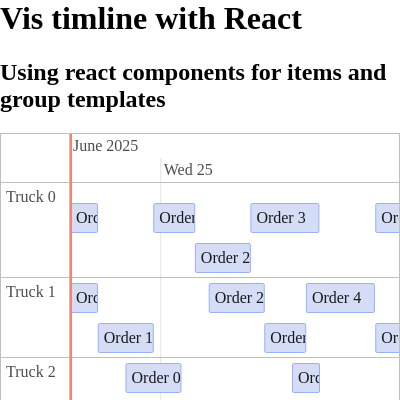 Vis timline with React
Using react components for items and
group templates
June 2025
Wed 25
Truck 0
Ord
Order
Order 3
Or
Order 2
Truck 1
Ord
Order 2
Order 4
Order 1
Order
Or
Truck 2
Order 0
Ord